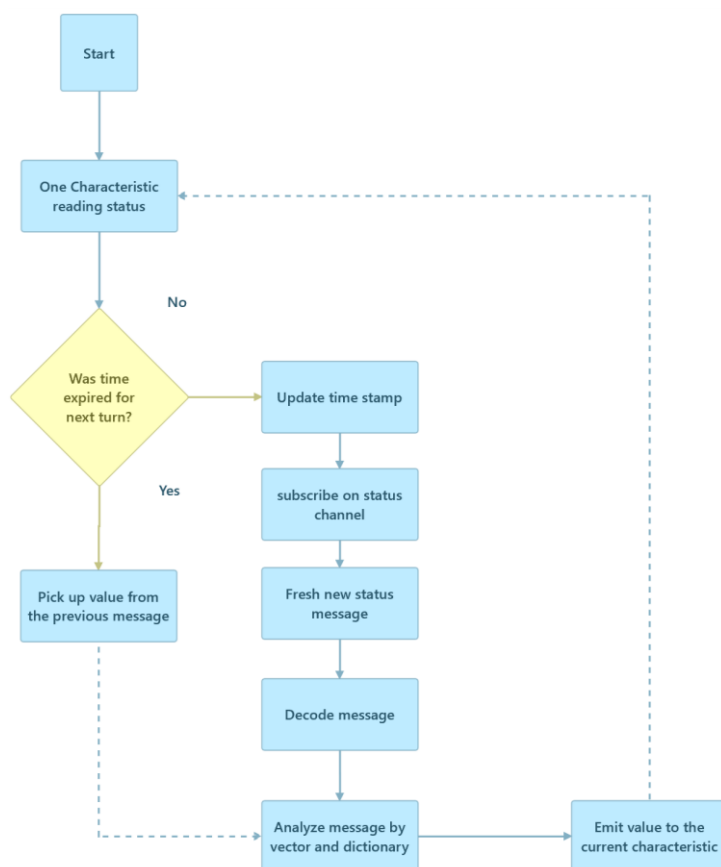 Start
One Characteristic
reading status
No
Was time
expired for
next turn?
Update time stamp
Yes
subscribe on status
channel
Pick up value from
the previous message
Fresh new status
message
Decode message
Analyze message by
vector and dictionary
Emit value to the
current characteristic